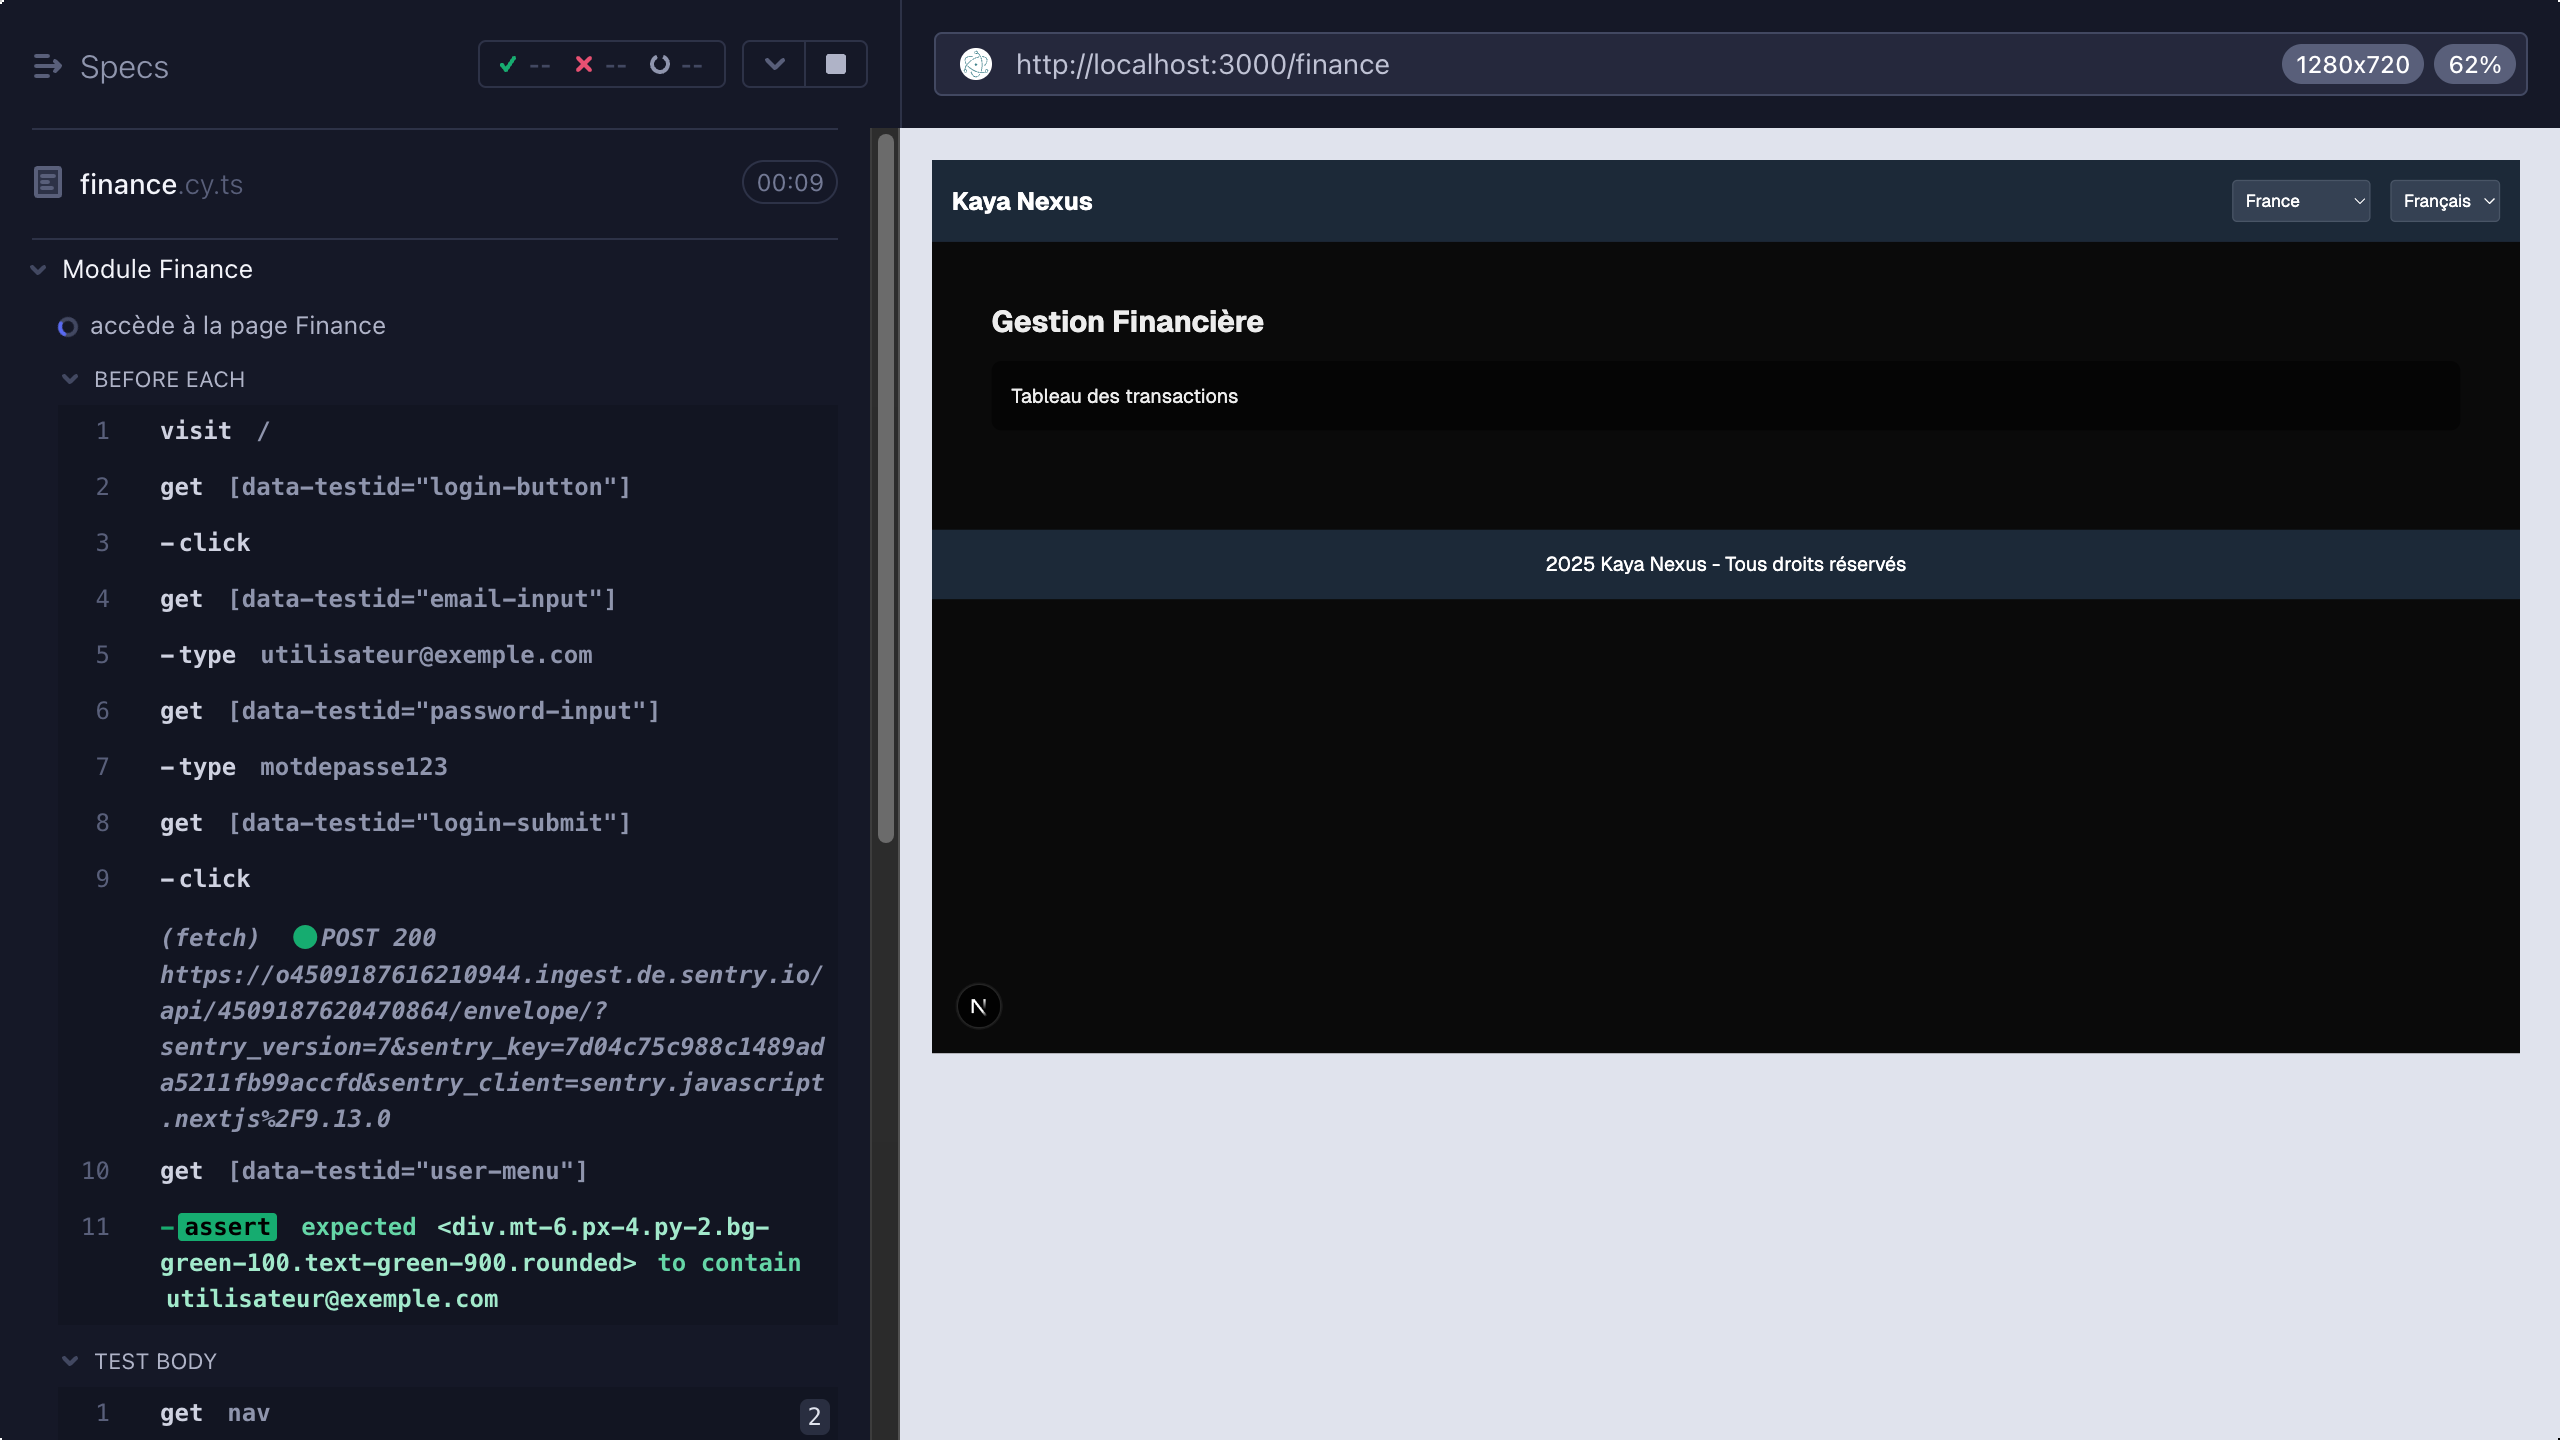 Specs
--
--
--
http://localhost:3000/finance
1280x720
62%
finance.cy.ts
00:09
Module Finance
accède à la page Finance
BEFORE EACH
1 visit /
2 get [data-testid="login-button"]
3 -click
4 get [data-testid="email-input"]
5 -type utilisateur@exemple.com
6 get [data-testid="password-input"]
7 -type motdepasse123
8 get [data-testid="login-submit"]
9 -click
(fetch) POST 200
https://o4509187616210944.ingest.de.sentry.io/
api/4509187620470864/envelope/?
sentry_version=7&sentry_key=7d04c75c988c1489ad
a5211fb99accfd&sentry_client=sentry.javascript
.nextjs%2F9.13.0
10 get [data-testid="user-menu"]
11 -assert expected <div.mt-6.px-4.py-2.bg-
green-100.text-green-900.rounded> to contain
utilisateur@exemple.com
TEST BODY
1 get nav 2
Kaya Nexus
France
Français
Gestion Financière
Tableau des transactions
2025 Kaya Nexus - Tous droits réservés
N